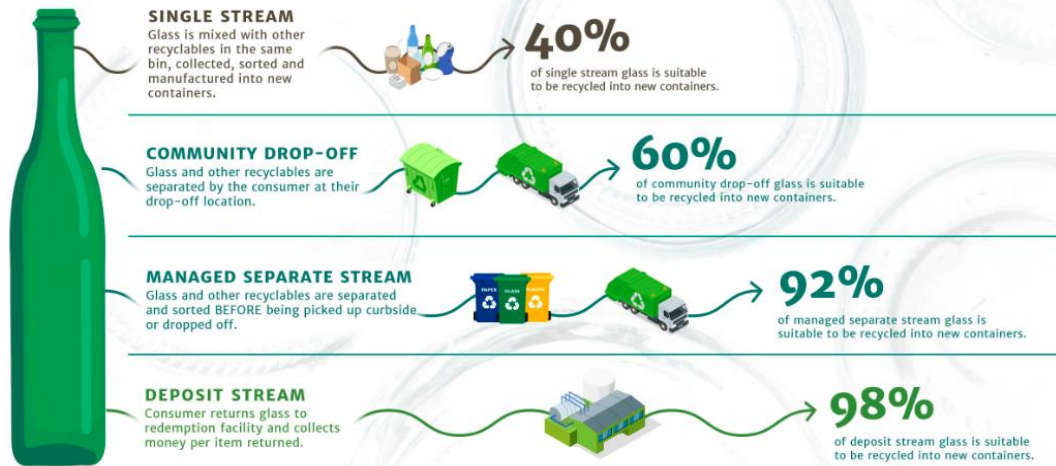 SINGLE STREAM
Glass is mixed with other
recyclables in the same
bin, collected, sorted and
manufactured into new
containers.
40%
of single stream glass is suitable
to be recycled into new containers.
COMMUNITY DROP-OFF
Glass and other recyclables are
separated by the consumer at their
drop-off location.
60%
of community drop-off glass is suitable
to be recycled into new containers.
MANAGED SEPARATE STREAM
Glass and other recyclables are separated
and sorted BEFORE being picked up curbside
or dropped off.
PAPER
GLASS
PLASTIC
92%
of managed separate stream glass is
suitable to be recycled into new containers.
DEPOSIT STREAM
Consumer returns glass to
redemption facility and collects
money per item returned.
98%
of deposit stream glass is suitable
to be recycled into new containers.